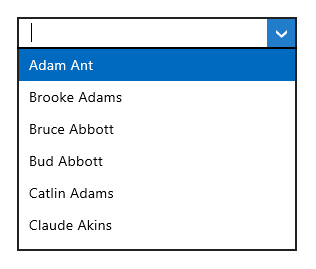 Adam Ant
Brooke Adams
Bruce Abbott
Bud Abbott
Catlin Adams
Claude Akins